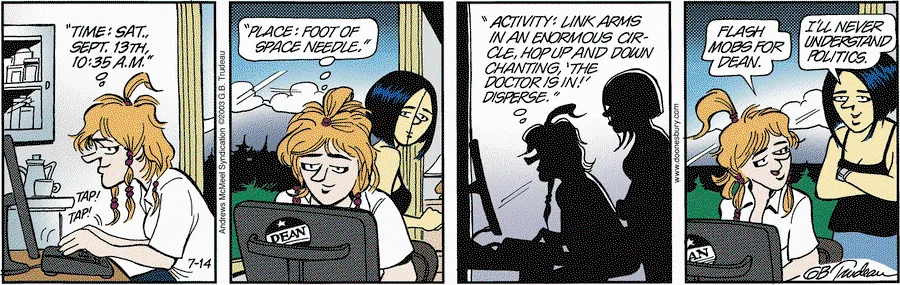 "TIME: SAT.,
SEPT. 13TH,
10:35 A.M."
TAP!
TAP!
7-14
Andrews McMeel Syndication ©2003 G.B. Trudeau
"PLACE: FOOT OF
SPACE NEEDLE."
DEAN
"ACTIVITY: LINK ARMS
IN AN ENORMOUS CIR-
CLE, HOP UP AND DOWN
CHANTING, 'THE
DOCTOR IS IN!'
DISPERSE."
www.doonesbury.com
FLASH
MOBS FOR
DEAN.
I'LL NEVER
UNDERSTAND
POLITICS.
AN
GB Trudeau